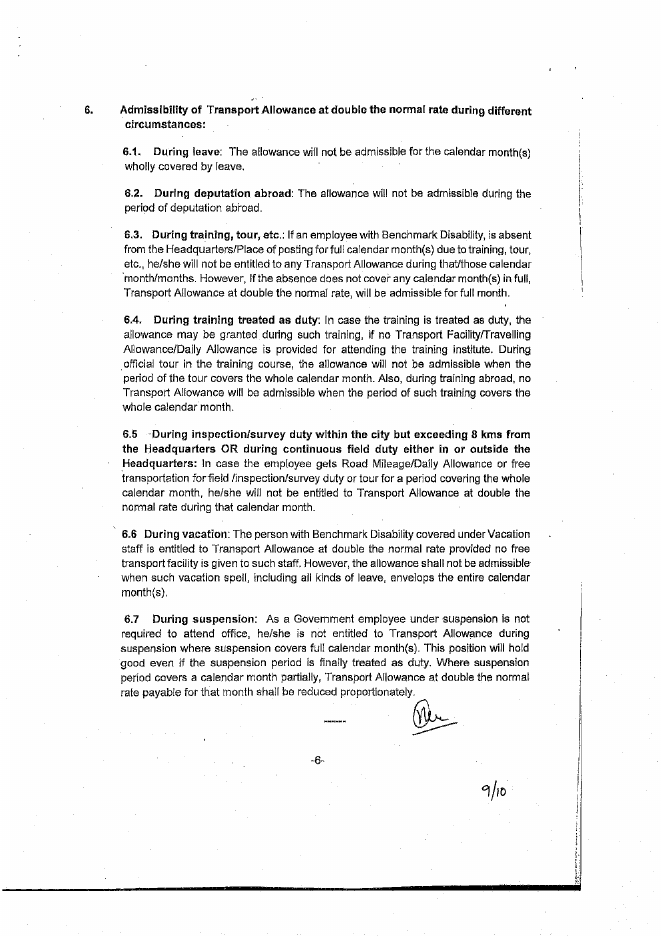 6. Admissibility of Transport Allowance at double the normal rate during different
circumstances:
6.1. During leave: The allowance will not be admissible for the calendar month(s)
wholly covered by leave.
6.2. During deputation abroad: The allowance will not be admissible during the
period of deputation abroad.
6.3. During training, tour, etc.: If an employee with Benchmark Disability, is absent
from the Headquarters/Place of posting for full calendar month(s) due to training, tour,
etc., he/she will not be entitled to any Transport Allowance during that/those calendar
month/months. However, if the absence does not cover any calendar month(s) in full,
Transport Allowance at double the normal rate, will be admissible for full month.
6.4. During training treated as duty: In case the training is treated as duty, the
allowance may be granted during such training, if no Transport Facility/Travelling
Allowance/Daily Allowance is provided for attending the training institute. During
official tour in the training course, the allowance will not be admissible when the
period of the tour covers the whole calendar month. Also, during training abroad, no
Transport Allowance will be admissible when the period of such training covers the
whole calendar month.
6.5 During inspection/survey duty within the city but exceeding 8 kms from
the Headquarters OR during continuous field duty either in or outside the
Headquarters: In case the employee gets Road Mileage/Daily Allowance or free
transportation for field /inspection/survey duty or tour for a period covering the whole
calendar month, he/she will not be entitled to Transport Allowance at double the
normal rate during that calendar month.
6.6 During vacation: The person with Benchmark Disability covered under Vacation
staff is entitled to Transport Allowance at double the normal rate provided no free
transport facility is given to such staff. However, the allowance shall not be admissible
when such vacation spell, including all kinds of leave, envelops the entire calendar
month(s).
6.7 During suspension: As a Government employee under suspension is not
required to attend office, he/she is not entitled to Transport Allowance during
suspension where suspension covers full calendar month(s). This position will hold
good even if the suspension period is finally treated as duty. Where suspension
period covers a calendar month partially, Transport Allowance at double the normal
rate payable for that month shall be reduced proportionately.
------
-6-
9/10